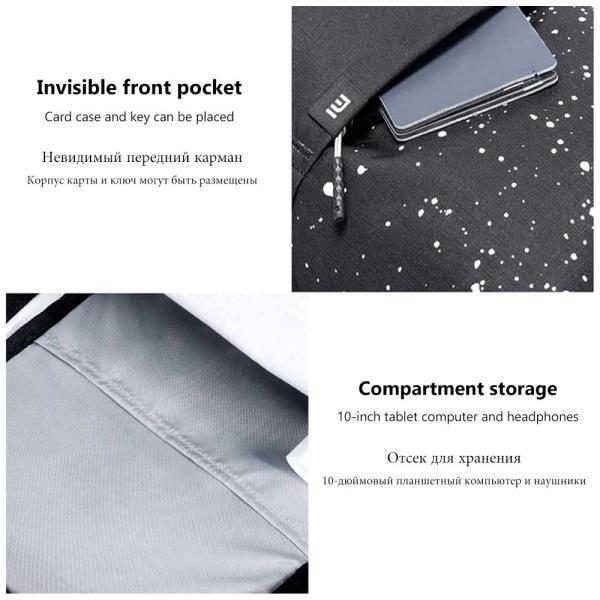 Invisible front pocket
Card case and key can be placed
Невидимый передний карман
Корпус карты и ключ могут быть размещены
mi
Compartment storage
10-inch tablet computer and headphones
Отсек для хранения
10-дюймовый планшетный компьютер и наушники